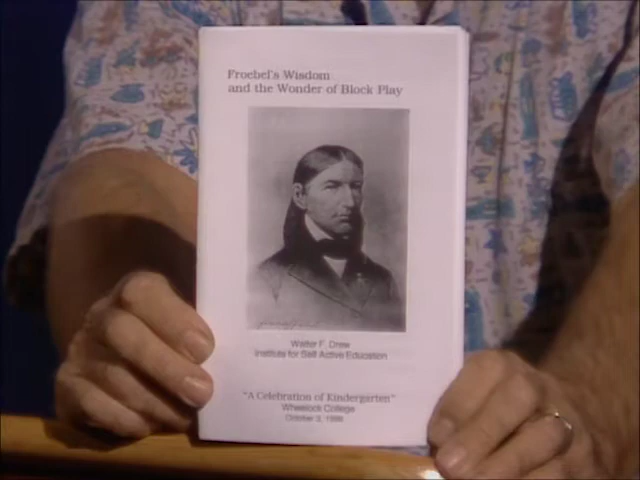 Froebel's Wisdom
and the Wonder of Block Play
Walter F. Drew
Institute for Self Active Education
"A Celebration of Kindergarten"
Wheelock College
October 3,